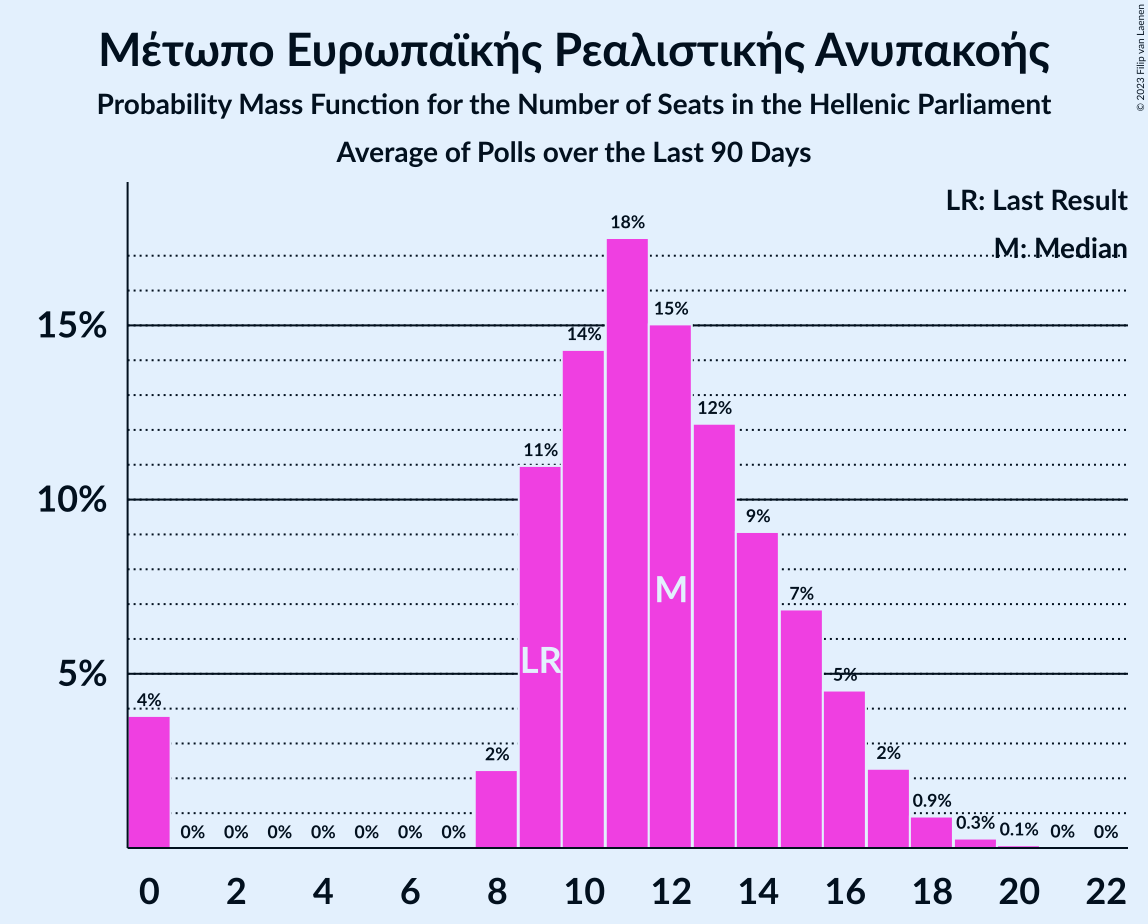 Μέτωπο Ευρωπαϊκής Ρεαλιστικής Ανυπακοής
Probability Mass Function for the Number of Seats in the Hellenic Parliament
Average of Polls over the Last 90 Days
© 2023 Filip van Laenen
LR: Last Result
M: Median
18%
15%
15%
14%
12%
11%
10%
9%
M
7%
LR
5%
5%
4%
2%
2%
0.9%
0.3%
0.1%
0% 0% 0% 0% 0% 0% 0% 0% 0%
0 2 4 6 8 10 12 14 16 18 20 22